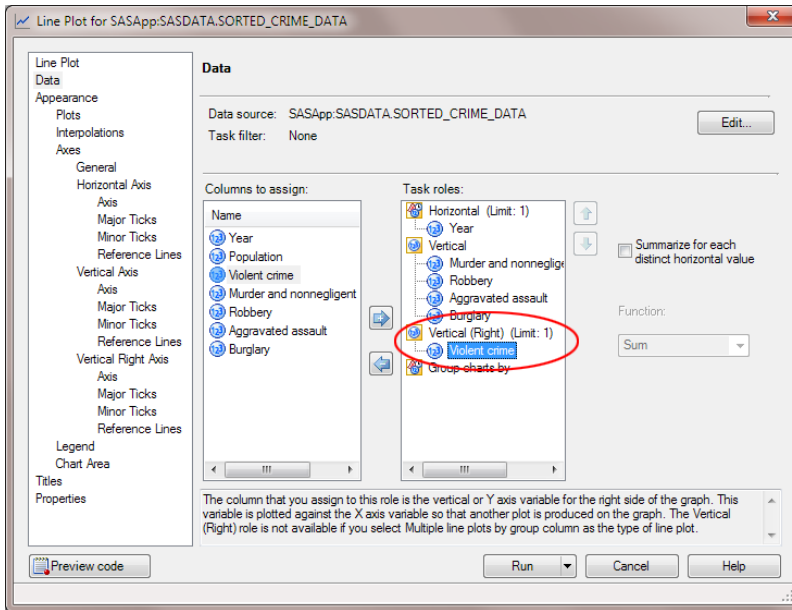 Line Plot for SASApp:SASDATA.SORTED_CRIME_DATA
Line Plot
Data
Appearance
Plots
Interpolations
Axes
General
Horizontal Axis
Axis
Major Ticks
Minor Ticks
Reference Lines
Vertical Axis
Axis
Major Ticks
Minor Ticks
Reference Lines
Vertical Right Axis
Axis
Major Ticks
Minor Ticks
Reference Lines
Legend
Chart Area
Titles
Properties
Data
Data source: SASApp:SASDATA.SORTED_CRIME_DATA
Task filter: None
Edit...
Columns to assign:
Name
Year
Population
Violent crime
Murder and nonnegligent
Robbery
Aggravated assault
Burglary
Task roles:
Horizontal (Limit: 1)
Year
Vertical
Murder and nonneglige
Robbery
Aggravated assault
Burglary
Vertical (Right) (Limit: 1)
Violent crime
Group charts by
Summarize for each
distinct horizontal value
Function:
Sum
The column that you assign to this role is the vertical or Y axis variable for the right side of the graph. This
variable is plotted against the X axis variable so that another plot is produced on the graph. The Vertical
(Right) role is not available if you select Multiple line plots by group column as the type of line plot.
Preview code
Run
Cancel
Help